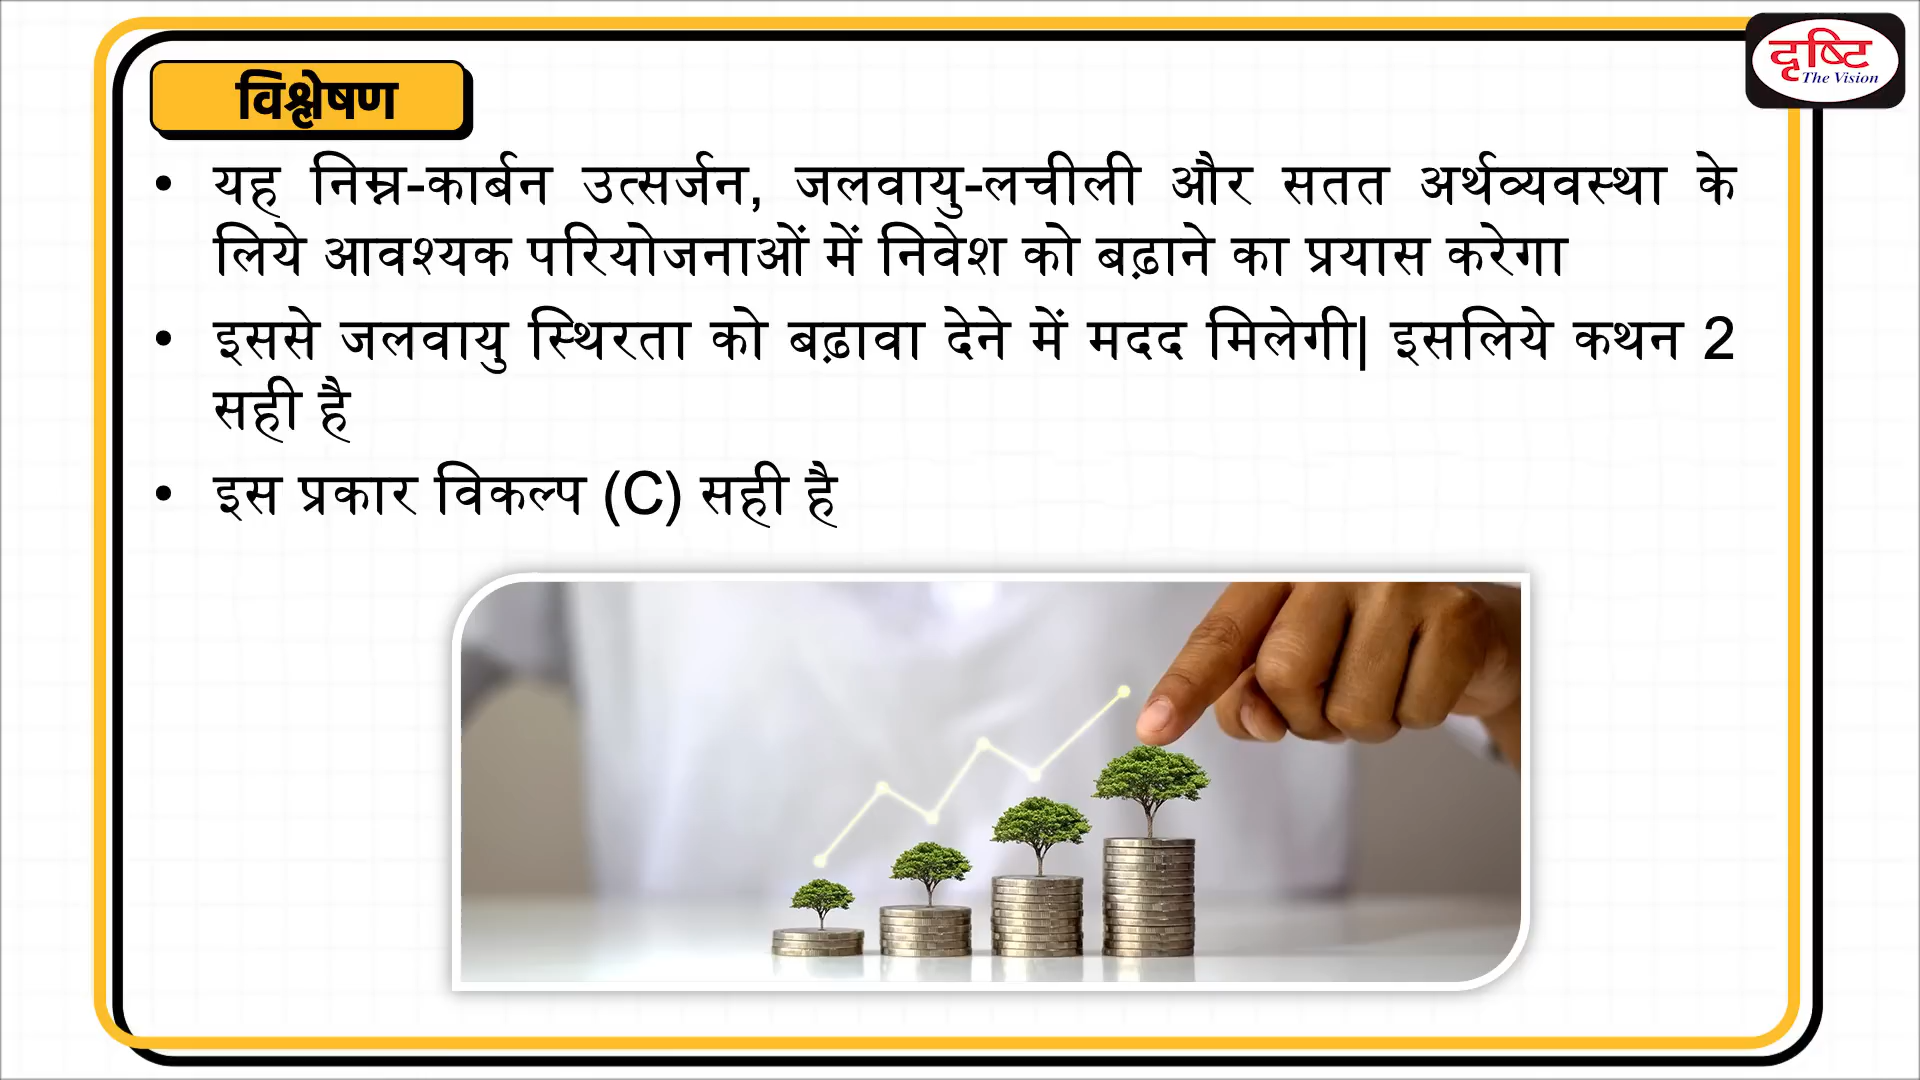 दृष्टि
The Vision
विश्लेषण
• यह निम्न-कार्बन उत्सर्जन, जलवायु-लचीली और सतत अर्थव्यवस्था के
लिये आवश्यक परियोजनाओं में निवेश को बढ़ाने का प्रयास करेगा
• इससे जलवायु स्थिरता को बढ़ावा देने में मदद मिलेगी| इसलिये कथन 2
सही है
• इस प्रकार विकल्प (C) सही है